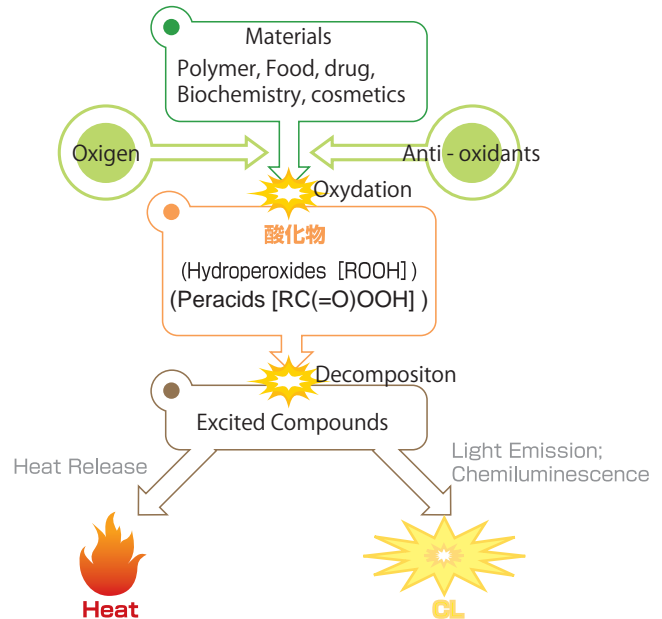 Materials
Polymer, Food, drug,
Biochemistry, cosmetics
Oxigen
Anti - oxidants
Oxydation
酸化物
(Hydroperoxides [ROOH] )
(Peracids [RC(=O)OOH] )
Decompositon
Excited Compounds
Heat Release
Light Emission;
Chemiluminescence
Heat
CL